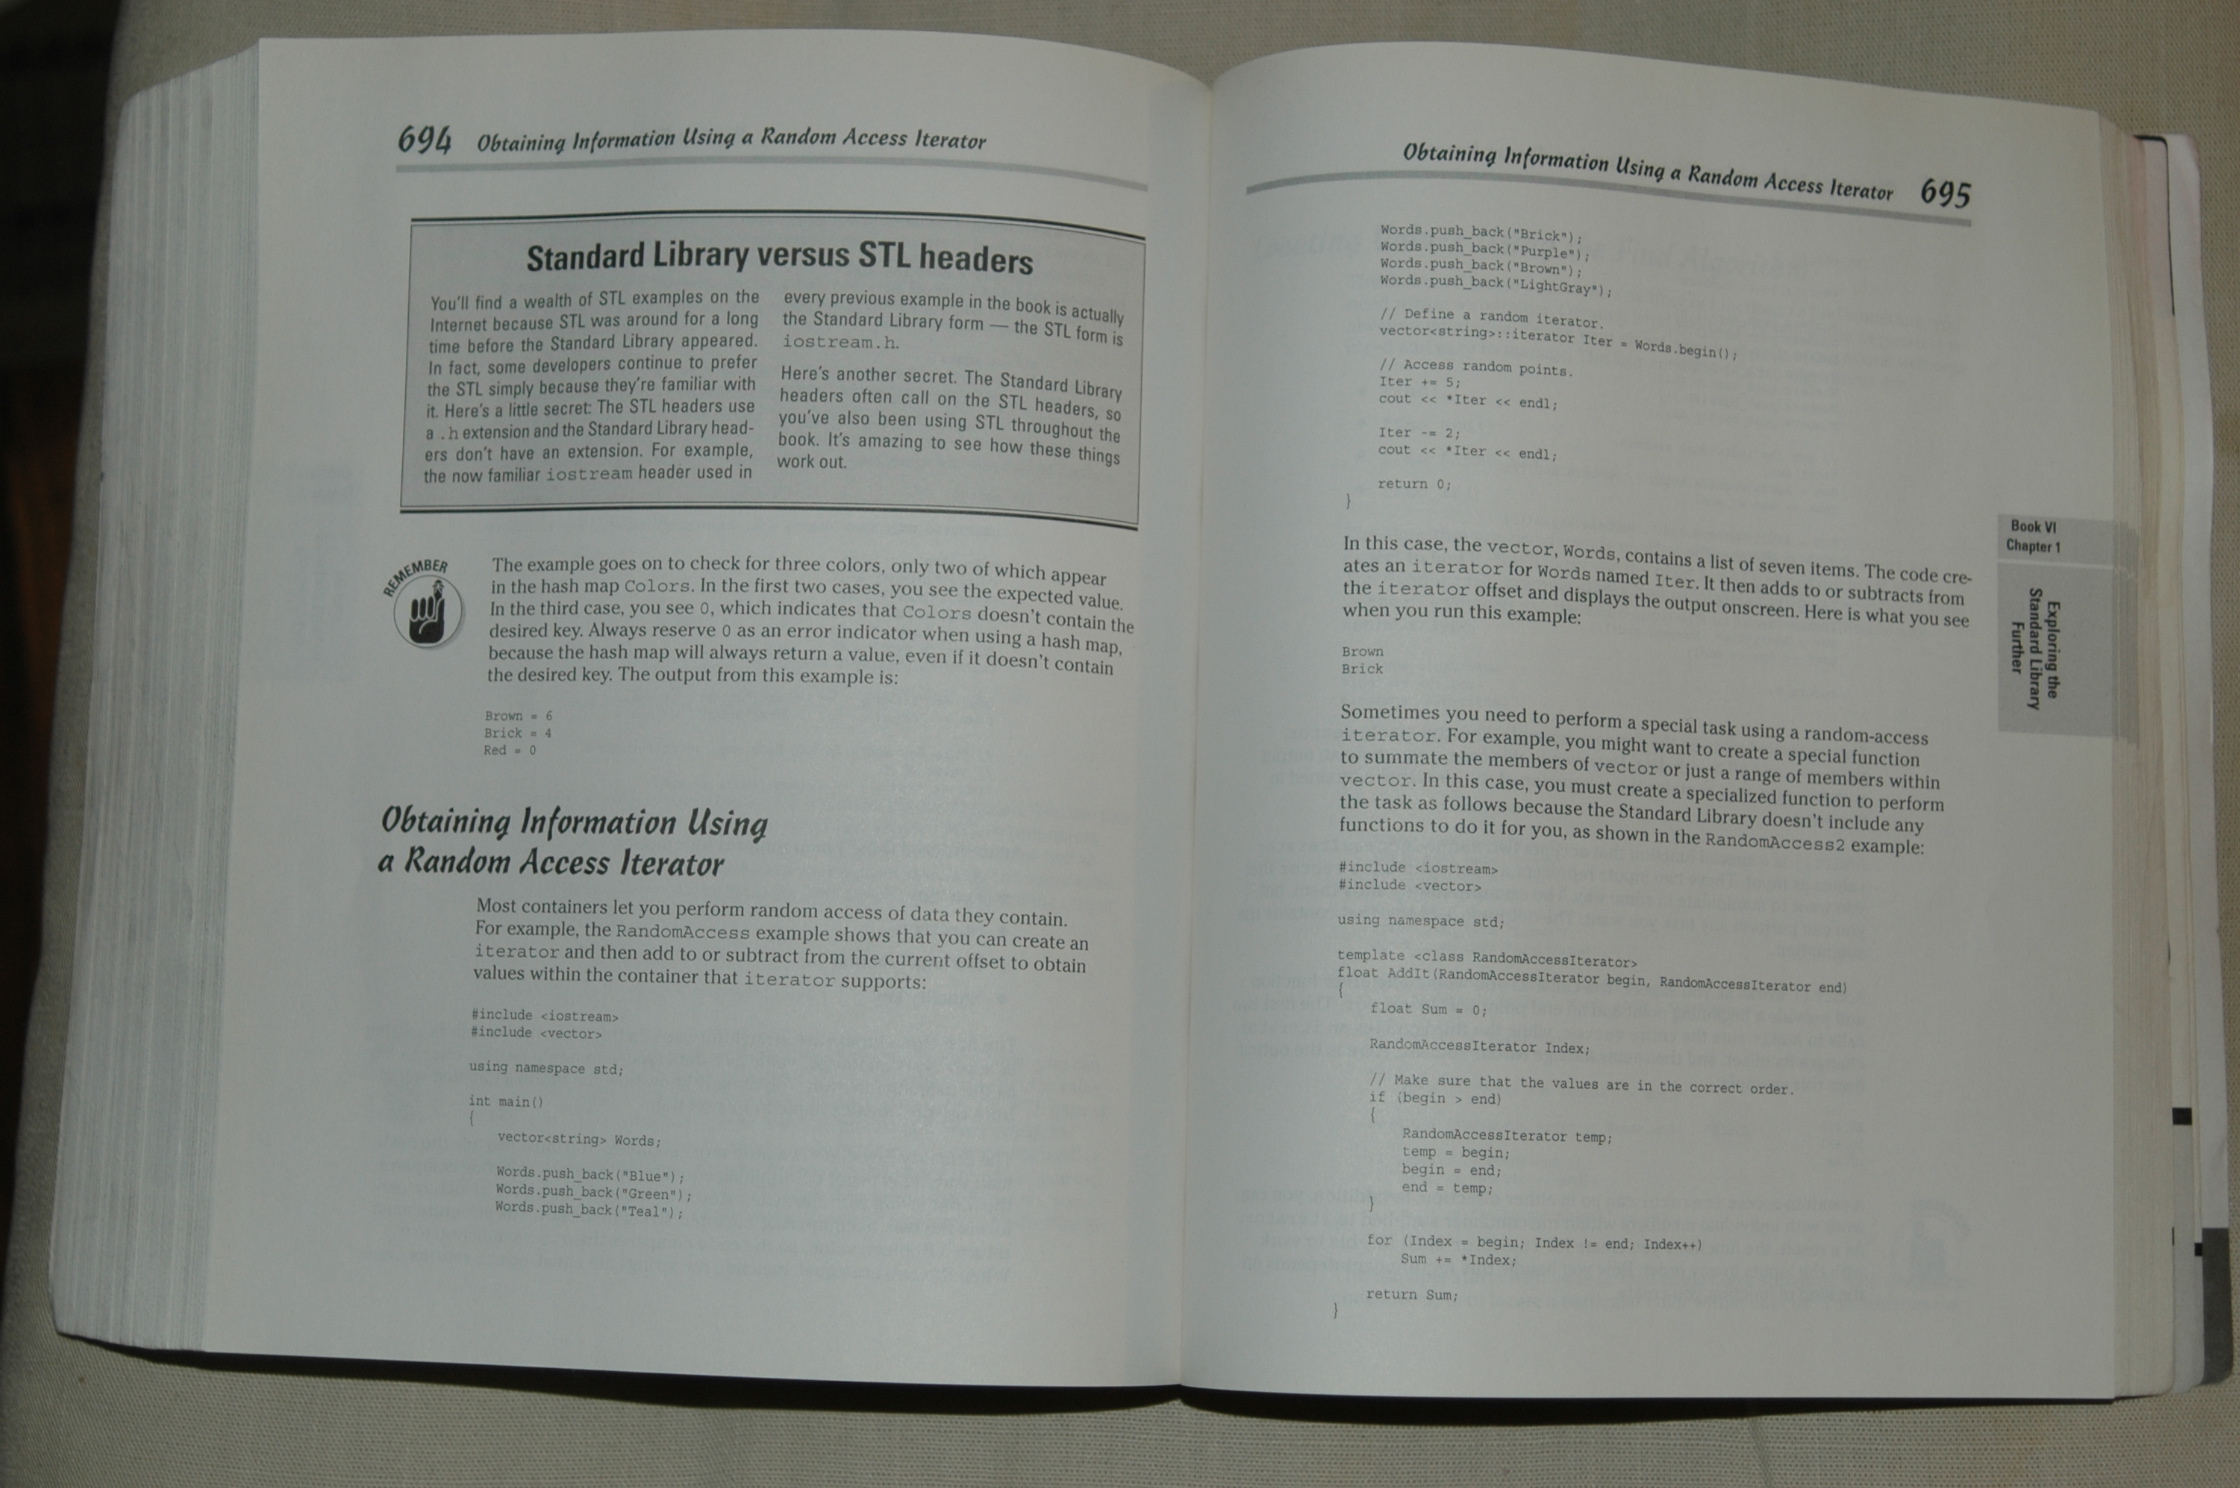 694 Obtaining Information Using a Random Access Iterator
Standard Library versus STL headers
You'll find a wealth of STL examples on the
Internet because STL was around for a long
time before the Standard Library appeared.
In fact, some developers continue to prefer
the STL simply because they're familiar with
it. Here's a little secret: The STL headers use
a .h extension and the Standard Library head-
ers don't have an extension. For example,
the now familiar iostream header used in
every previous example in the book is actually
the Standard Library form — the STL form is
iostream.h.
Here's another secret. The Standard Library
headers often call on the STL headers, so
you've also been using STL throughout the
book. It's amazing to see how these things
work out.
REMEMBER
The example goes on to check for three colors, only two of which appear
in the hash map Colors. In the first two cases, you see the expected value.
In the third case, you see 0, which indicates that Colors doesn't contain the
desired key. Always reserve 0 as an error indicator when using a hash map,
because the hash map will always return a value, even if it doesn't contain
the desired key. The output from this example is:
Brown = 6
Brick = 4
Red = 0
Obtaining Information Using
a Random Access Iterator
Most containers let you perform random access of data they contain.
For example, the RandomAccess example shows that you can create an
iterator and then add to or subtract from the current offset to obtain
values within the container that iterator supports:
#include <iostream>
#include <vector>
using namespace std;
int main()
{
vector<string> Words;
Words.push_back("Blue");
Words.push_back("Green");
Words.push_back("Teal");
Obtaining Information Using a Random Access Iterator 695
Words.push_back("Brick");
Words.push_back("Purple");
Words.push_back("Brown");
Words.push_back("LightGray");
// Define a random iterator.
vector<string>::iterator Iter = Words.begin();
// Access random points.
Iter += 5;
cout << *Iter << endl;
Iter -= 2;
cout << *Iter << endl;
return 0;
}
In this case, the vector, Words, contains a list of seven items. The code cre-
ates an iterator for Words named Iter. It then adds to or subtracts from
the iterator offset and displays the output onscreen. Here is what you see
when you run this example:
Brown
Brick
Sometimes you need to perform a special task using a random-access
iterator. For example, you might want to create a special function
to summate the members of vector or just a range of members within
vector. In this case, you must create a specialized function to perform
the task as follows because the Standard Library doesn't include any
functions to do it for you, as shown in the RandomAccess2 example:
#include <iostream>
#include <vector>
using namespace std;
template <class RandomAccessIterator>
float AddIt(RandomAccessIterator begin, RandomAccessIterator end)
{
float Sum = 0;
RandomAccessIterator Index;
// Make sure that the values are in the correct order.
if (begin > end)
{
RandomAccessIterator temp;
temp = begin;
begin = end;
end = temp;
}
for (Index = begin; Index != end; Index++)
Sum += *Index;
return Sum;
}
Book VI
Chapter 1
Exploring the
Standard Library
Further